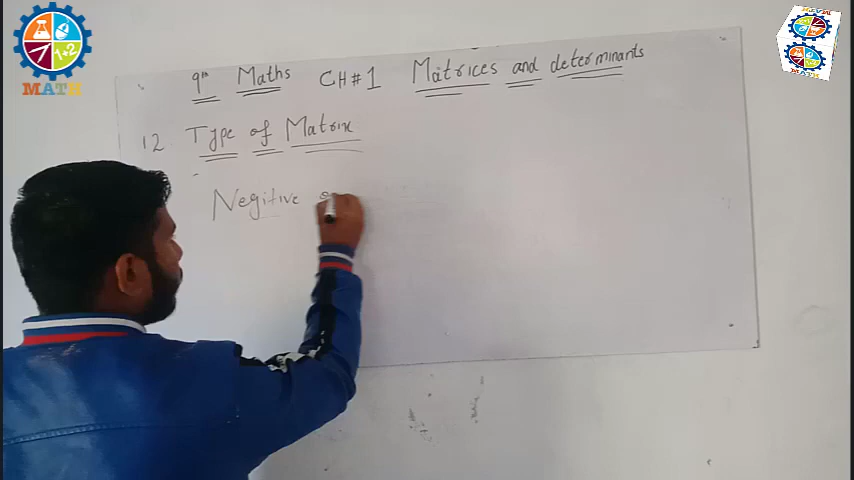 MATH
9th Maths CH#1 Matrices and determinants
12 Type of Matrix
Negitive